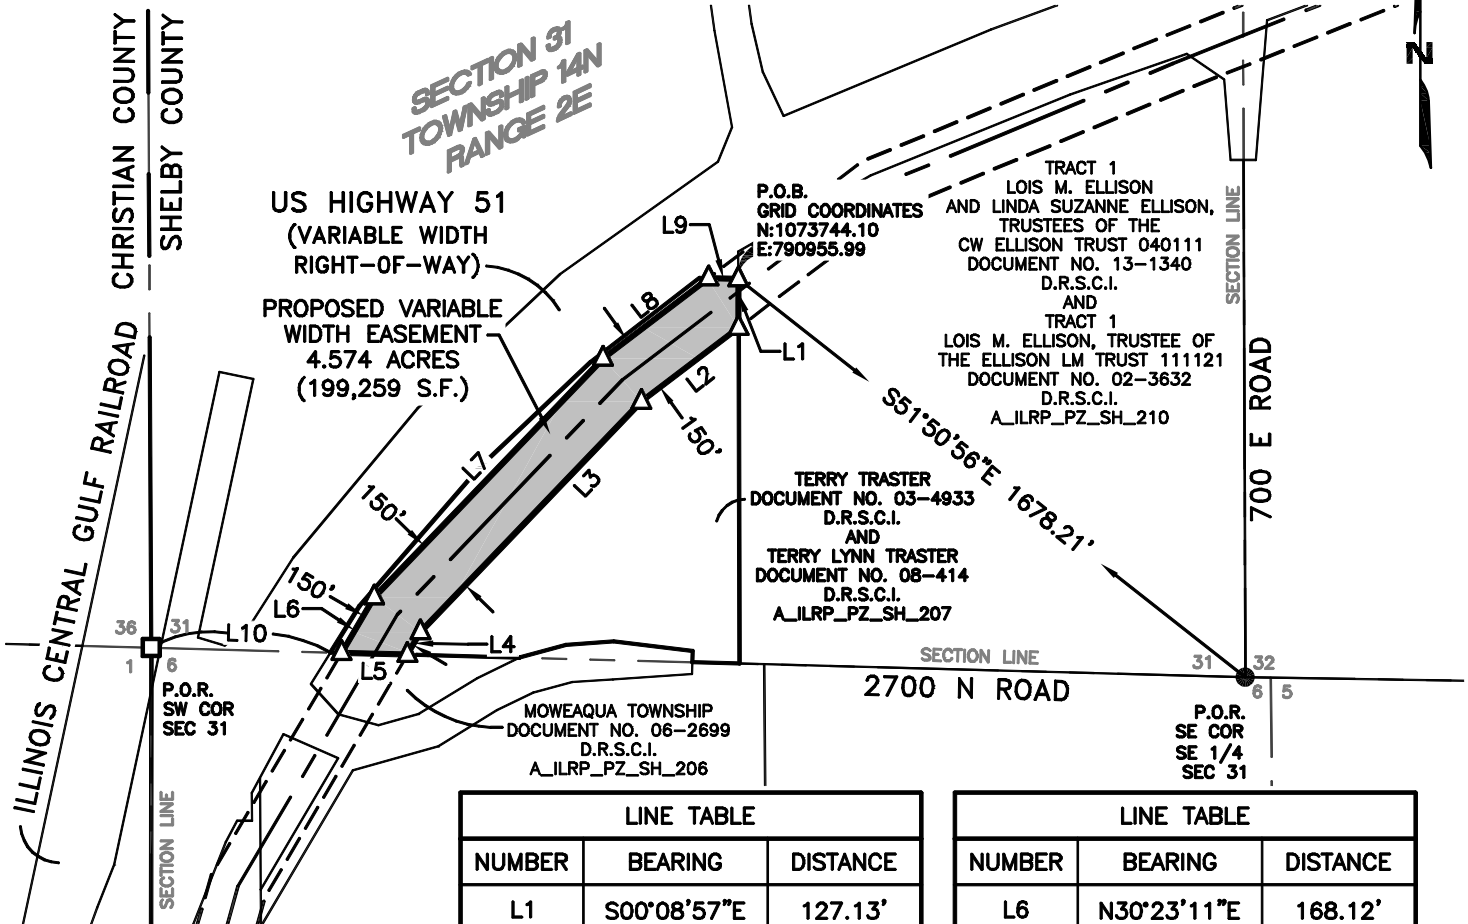 CHRISTIAN COUNTY
SHELBY COUNTY
SECTION 31
TOWNSHIP 14N
RANGE 2E
N
US HIGHWAY 51
(VARIABLE WIDTH
RIGHT-OF-WAY)
PROPOSED VARIABLE
WIDTH EASEMENT
4.574 ACRES
(199,259 S.F.)
P.O.B.
GRID COORDINATES
N:1073744.10
E:790955.99
L9
L8
L1
L2
150'
L3
L7
150'
150'
L6
L10
L4
L5
TRACT 1
LOIS M. ELLISON
AND LINDA SUZANNE ELLISON,
TRUSTEES OF THE
CW ELLISON TRUST 040111
DOCUMENT NO. 13-1340
D.R.S.C.I.
AND
TRACT 1
LOIS M. ELLISON, TRUSTEE OF
THE ELLISON LM TRUST 111121
DOCUMENT NO. 02-3632
D.R.S.C.I.
A_ILRP_PZ_SH_210
SECTION LINE
700 E ROAD
S51°50'56"E 1678.21'
TERRY TRASTER
DOCUMENT NO. 03-4933
D.R.S.C.I.
AND
TERRY LYNN TRASTER
DOCUMENT NO. 08-414
D.R.S.C.I.
A_ILRP_PZ_SH_207
ILLINOIS CENTRAL GULF RAILROAD
36 31
1 6
P.O.R.
SW COR
SEC 31
SECTION LINE
SECTION LINE
2700 N ROAD
31 32
6 5
P.O.R.
SE COR
SE 1/4
SEC 31
MOWEAQUA TOWNSHIP
DOCUMENT NO. 06-2699
D.R.S.C.I.
A_ILRP_PZ_SH_206
LINE TABLE
NUMBER BEARING DISTANCE
L1 S00°08'57"E 127.13'
LINE TABLE
NUMBER BEARING DISTANCE
L6 N30°23'11"E 168.12'